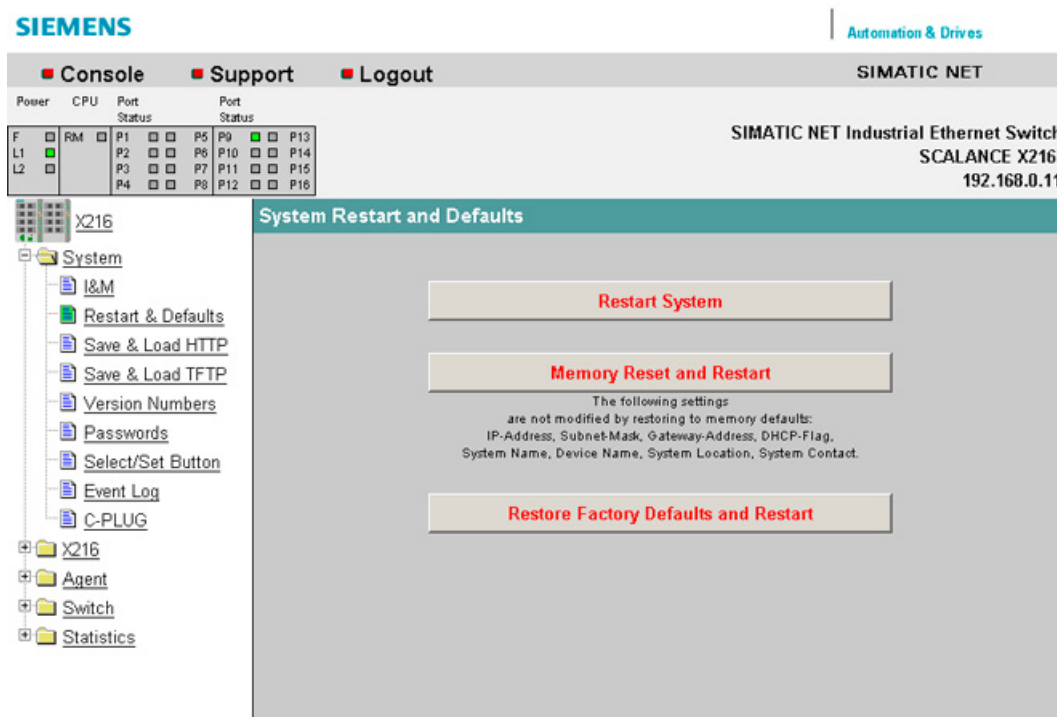 SIEMENS
Automation & Drives
Console Support Logout
SIMATIC NET
Power CPU Port Status Port Status
F RM P1 P5 P9 P13
L1 P2 P6 P10 P14
L2 P3 P7 P11 P15
P4 P8 P12 P16
SIMATIC NET Industrial Ethernet Switch
SCALANCE X216
192.168.0.11
X216
System
I&M
Restart & Defaults
Save & Load HTTP
Save & Load TFTP
Version Numbers
Passwords
Select/Set Button
Event Log
C-PLUG
X216
Agent
Switch
Statistics
System Restart and Defaults
Restart System
Memory Reset and Restart
The following settings
are not modified by restoring to memory defaults:
IP-Address, Subnet-Mask, Gateway-Address, DHCP-Flag,
System Name, Device Name, System Location, System Contact.
Restore Factory Defaults and Restart